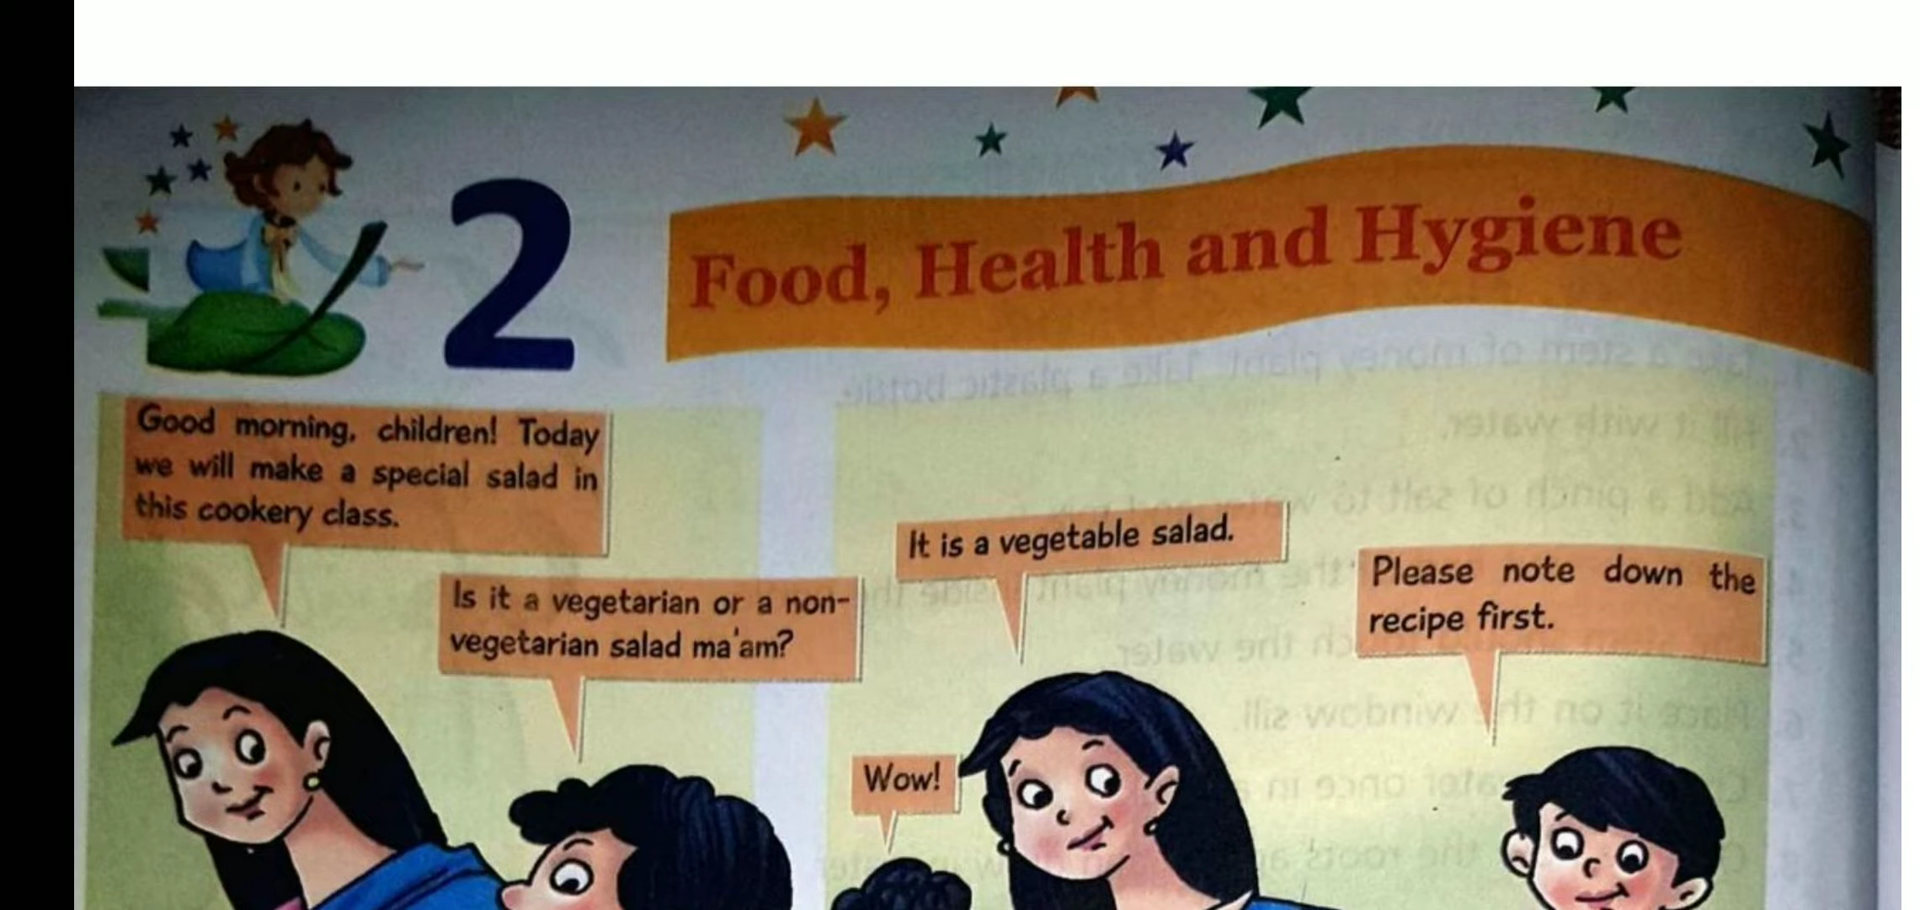 2
Food, Health and Hygiene
Good morning, children! Today
we will make a special salad in
this cookery class.
Is it a vegetarian or a non-
vegetarian salad ma'am?
It is a vegetable salad.
Please note down the
recipe first.
Wow!